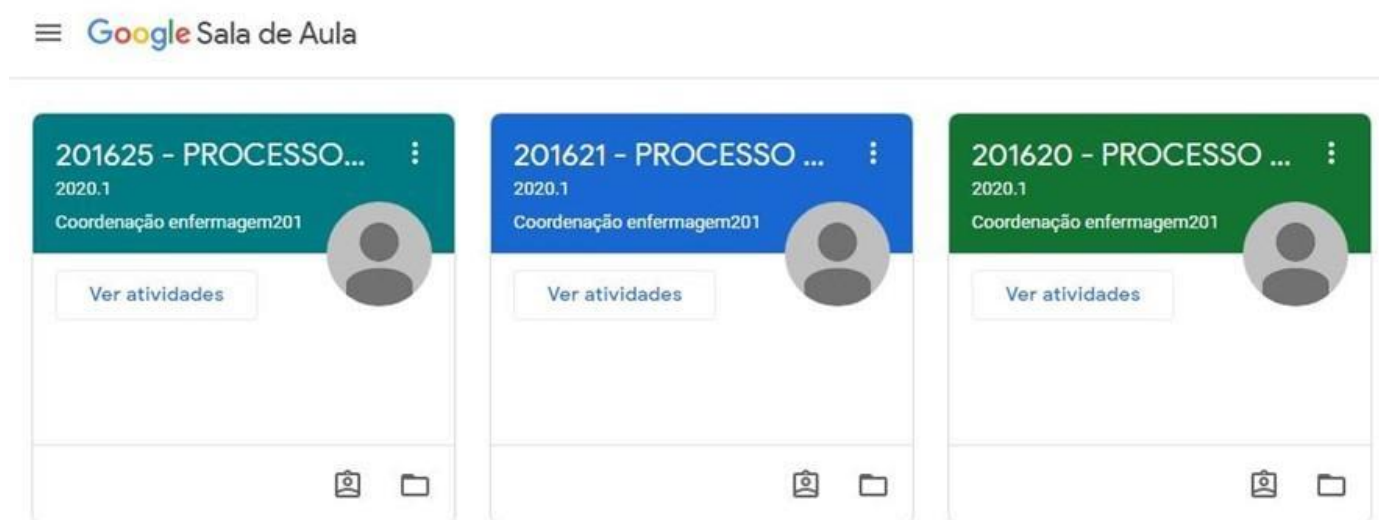 Google Sala de Aula
201625 - PROCESSO...
2020.1
Coordenação enfermagem201
Ver atividades
201621 - PROCESSO ...
2020.1
Coordenação enfermagem201
Ver atividades
201620 - PROCESSO ...
2020.1
Coordenação enfermagem201
Ver atividades